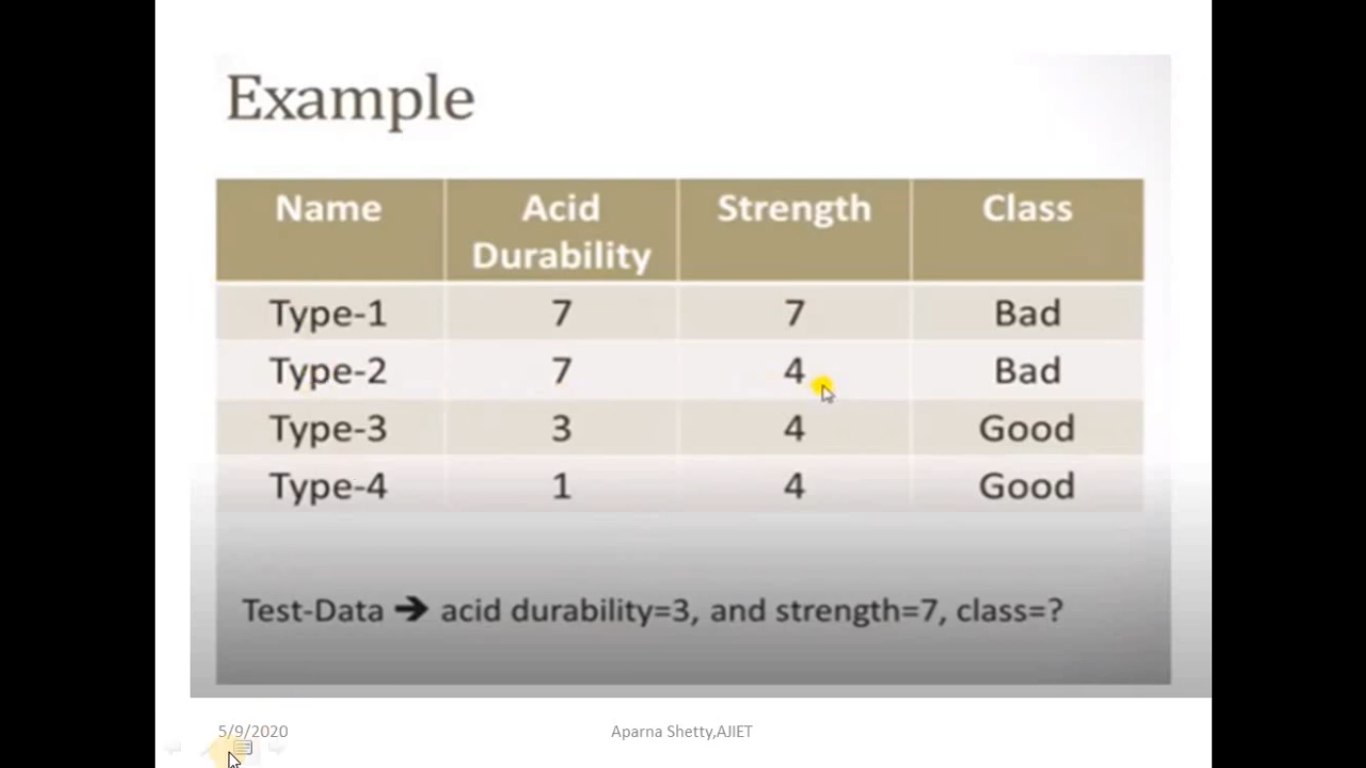 Example
Name Acid Durability Strength Class
Type-1 7 7 Bad
Type-2 7 4 Bad
Type-3 3 4 Good
Type-4 1 4 Good
Test-Data ➔ acid durability=3, and strength=7, class=?
5/9/2020 Aparna Shetty,AJIET